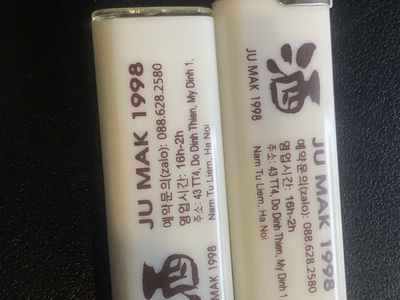 JU MAK 1998
예약문의(zalo): 088.628.2580
영업시간: 16h-2h
주소: 43 TT4, Do Dinh Thien, My Dinh 1.
Nam Tu Liem, Ha Noi
JU MAK 1998
酒
JU MAK 1998
JU MAK 1998
예약문의(zalo): 088.628.2580
영업시간: 16h-2h
주소: 43 TT4, Do Dinh Thien, My Dinh 1
Nam Tu Liem, Ha Noi